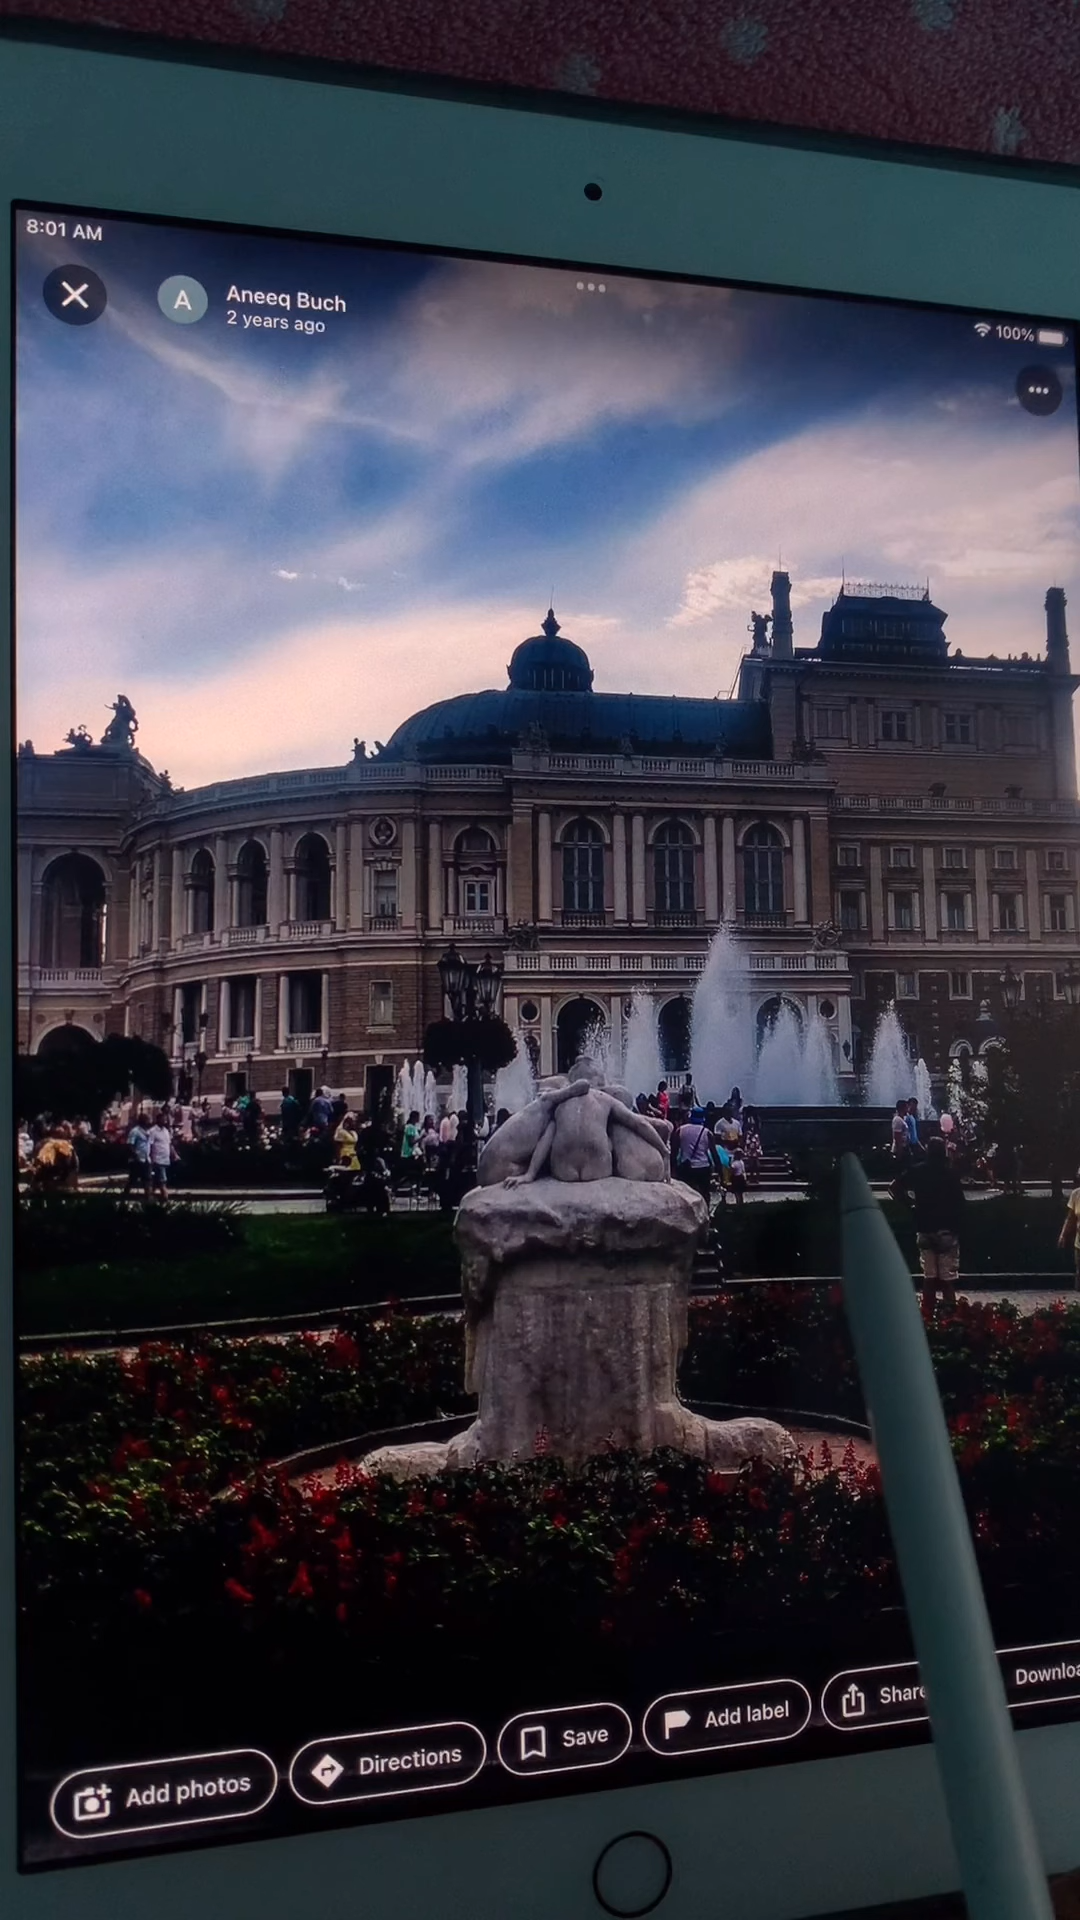 8:01 AM
A
Aneeq Buch
2 years ago
100%
Add photos
Directions
Save
Add label
Share
Downloa